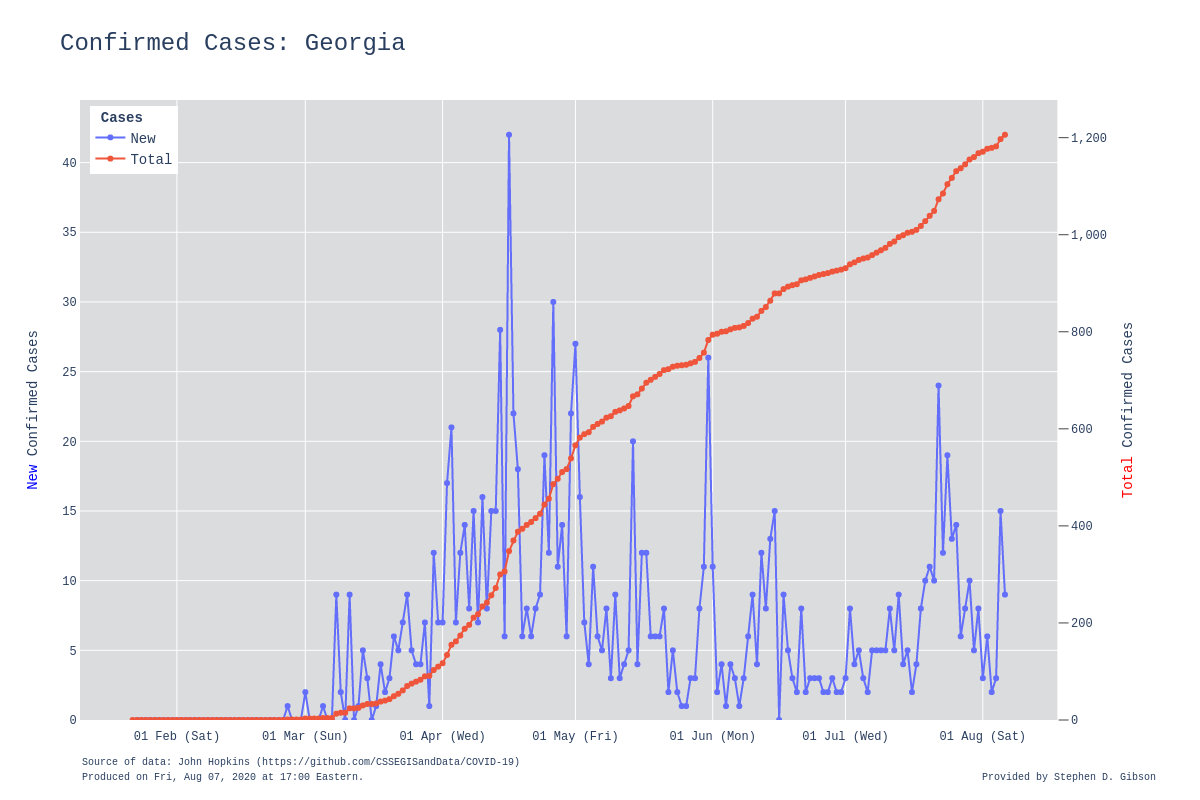 Confirmed Cases: Georgia
Cases
New
Total
40
35
30
25
20
15
10
5
0
New Confirmed Cases
1,200
1,000
800
600
400
200
0
Total Confirmed Cases
01 Feb (Sat)
01 Mar (Sun)
01 Apr (Wed)
01 May (Fri)
01 Jun (Mon)
01 Jul (Wed)
01 Aug (Sat)
Source of data: John Hopkins (https://github.com/CSSEGISandData/COVID-19)
Produced on Fri, Aug 07, 2020 at 17:00 Eastern.
Provided by Stephen D. Gibson